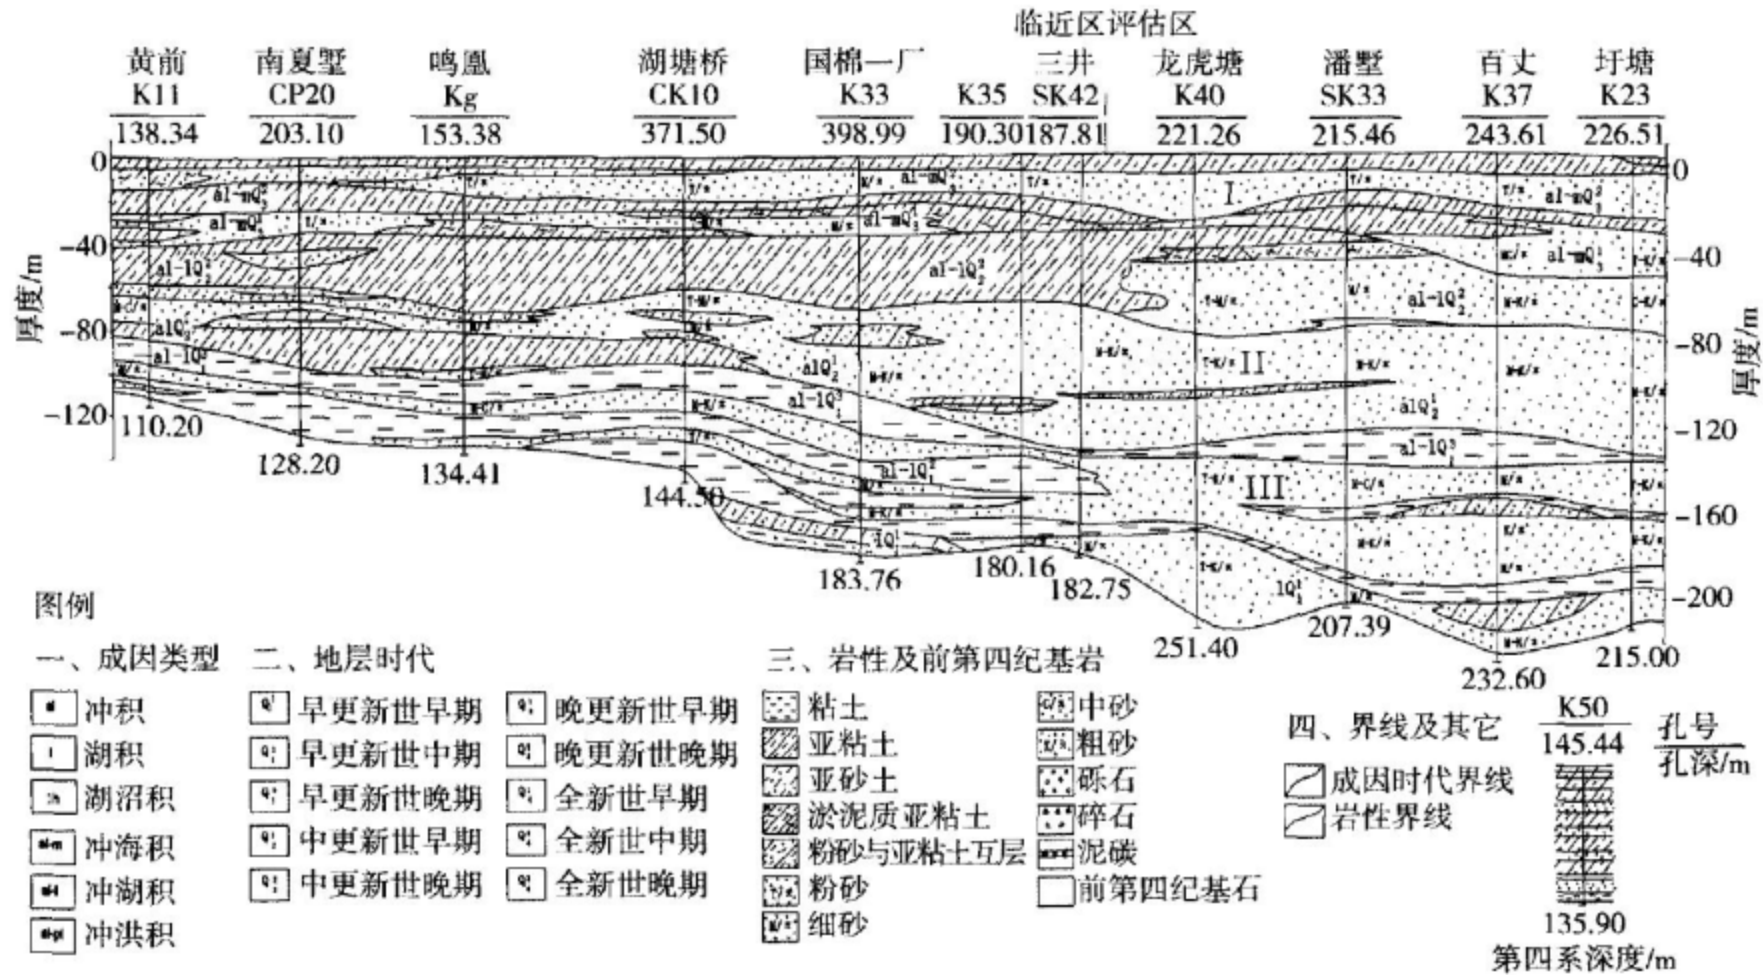 临近区评估区
黄前 南夏墅 鸣凰 湖塘桥 国棉一厂 三井 龙虎塘 潘墅 百丈 圩塘
K11 CP20 Kg CK10 K33 K35 SK42 K40 SK33 K37 K23
138.34 203.10 153.38 371.50 398.99 190.30 187.81 221.26 215.46 243.61 226.51
0 0
I
-40 -40
-80 -80
II
厚度/m 厚度/m
-120 -120
III
-160
-200
110.20 128.20 134.41 144.50 183.76 180.16 182.75 251.40 207.39 232.60 215.00
图例
一、成因类型 二、地层时代 三、岩性及前第四纪基岩
冲积 早更新世早期 晚更新世早期 粘土 中砂
湖积 早更新世中期 晚更新世晚期 亚粘土 粗砂
湖沼积 早更新世晚期 全新世早期 亚砂土 砾石
冲海积 中更新世早期 全新世中期 淤泥质亚粘土 碎石
冲湖积 中更新世晚期 全新世晚期 粉砂与亚粘土互层 泥碳
冲洪积 粉砂 前第四纪基石
细砂
四、界线及其它
成因时代界线
岩性界线
K50 孔号
145.44 孔深/m
135.90
第四系深度/m